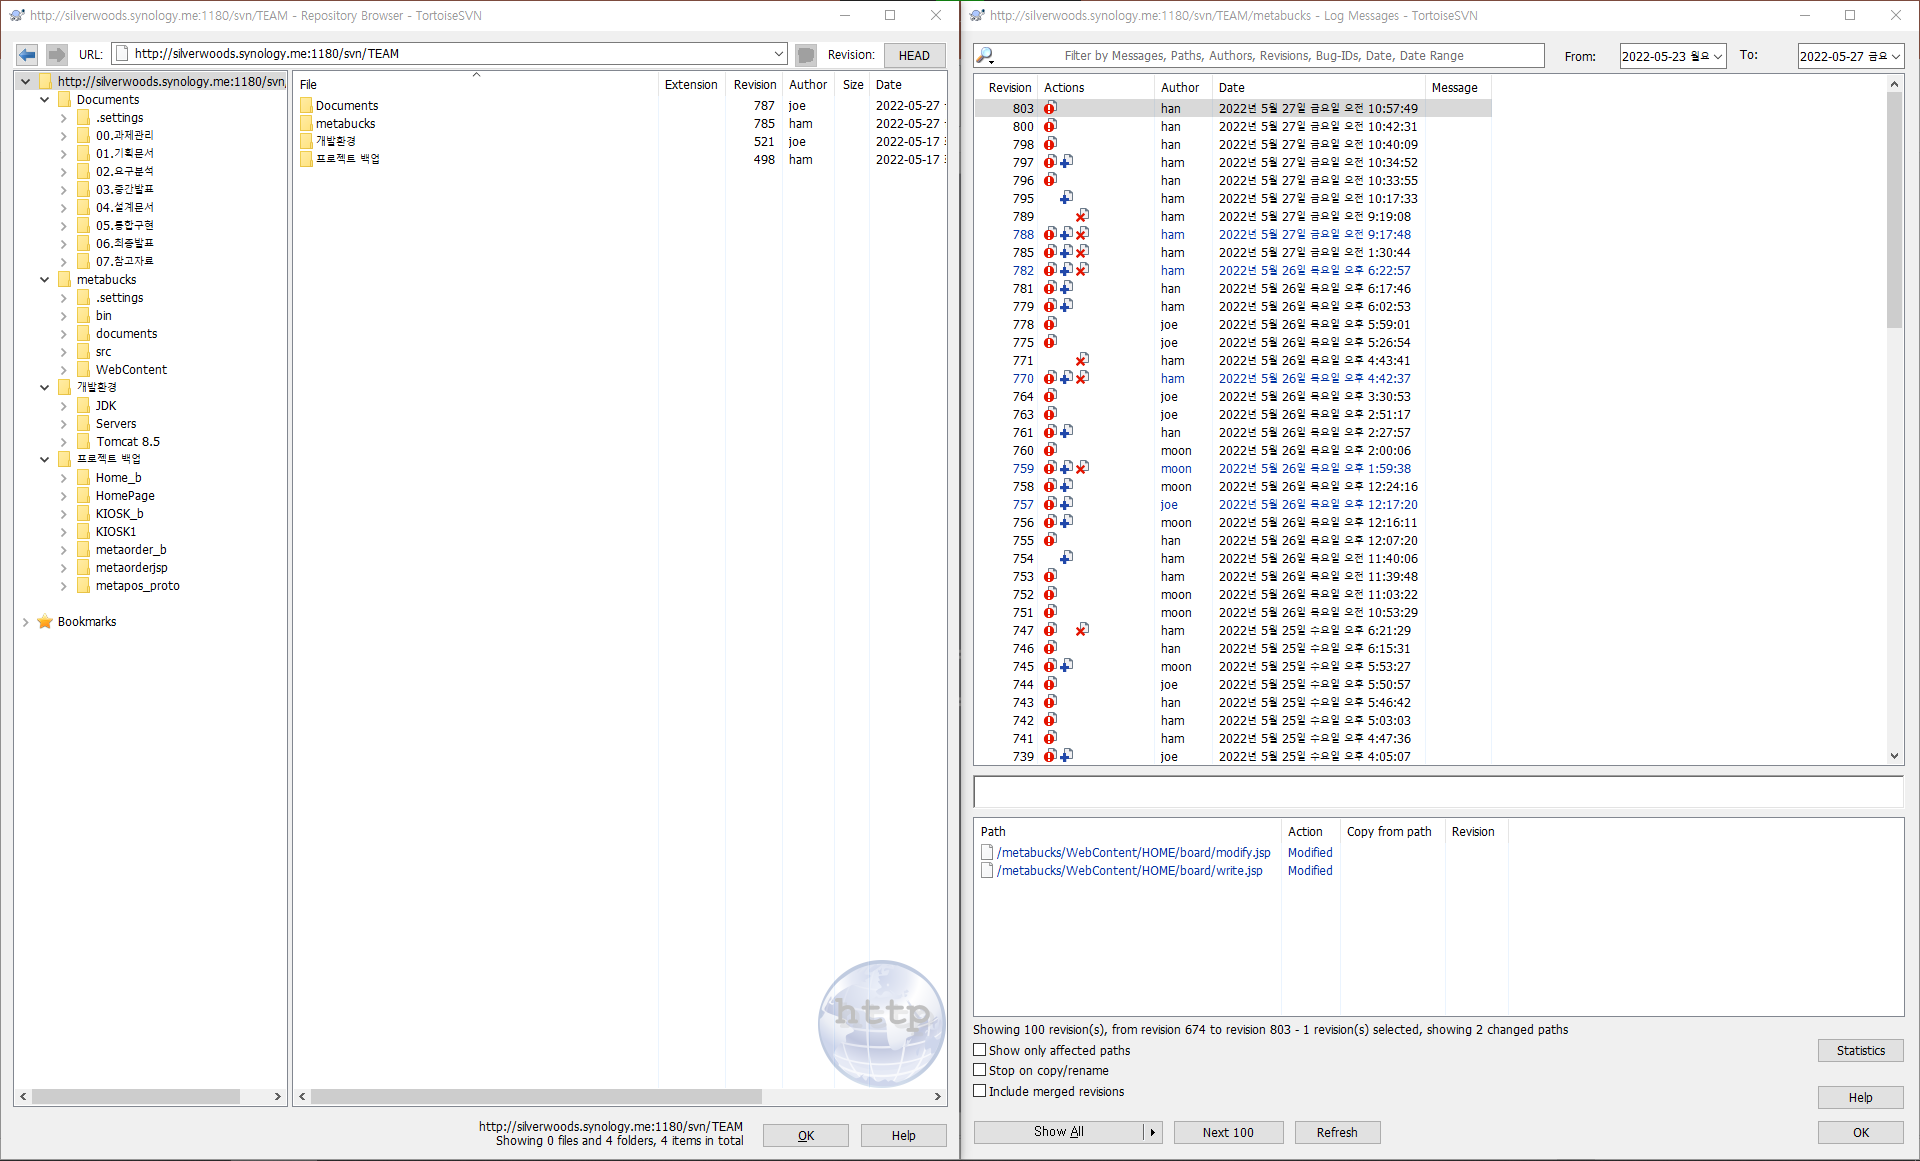 http://silverwoods.synology.me:1180/svn/TEAM - Repository Browser - TortoiseSVN
URL: http://silverwoods.synology.me:1180/svn/TEAM Revision: HEAD
http://silverwoods.synology.me:1180/svn
Documents
.settings
00.과제관리
01.기획문서
02.요구분석
03.중간발표
04.설계문서
05.통합구현
06.최종발표
07.참고자료
metabucks
.settings
bin
documents
src
WebContent
개발환경
JDK
Servers
Tomcat 8.5
프로젝트 백업
Home_b
HomePage
KIOSK_b
KIOSK1
metaorder_b
metaorderjsp
metapos_proto
Bookmarks
File Extension Revision Author Size Date
Documents 787 joe 2022-05-27
metabucks 785 ham 2022-05-27
개발환경 521 joe 2022-05-17
프로젝트 백업 498 ham 2022-05-17
http
http://silverwoods.synology.me:1180/svn/TEAM
Showing 0 files and 4 folders, 4 items in total
OK Help
http://silverwoods.synology.me:1180/svn/TEAM/metabucks - Log Messages - TortoiseSVN
Filter by Messages, Paths, Authors, Revisions, Bug-IDs, Date, Date Range From: 2022-05-23 월요 To: 2022-05-27 금요
Revision Actions Author Date Message
803 han 2022년 5월 27일 금요일 오전 10:57:49
800 han 2022년 5월 27일 금요일 오전 10:42:31
798 han 2022년 5월 27일 금요일 오전 10:40:09
797 ham 2022년 5월 27일 금요일 오전 10:34:52
796 han 2022년 5월 27일 금요일 오전 10:33:55
795 ham 2022년 5월 27일 금요일 오전 10:17:33
789 ham 2022년 5월 27일 금요일 오전 9:19:08
788 ham 2022년 5월 27일 금요일 오전 9:17:48
785 ham 2022년 5월 27일 금요일 오전 1:30:44
782 ham 2022년 5월 26일 목요일 오후 6:22:57
781 han 2022년 5월 26일 목요일 오후 6:17:46
779 ham 2022년 5월 26일 목요일 오후 6:02:53
778 joe 2022년 5월 26일 목요일 오후 5:59:01
775 joe 2022년 5월 26일 목요일 오후 5:26:54
771 ham 2022년 5월 26일 목요일 오후 4:43:41
770 ham 2022년 5월 26일 목요일 오후 4:42:37
764 joe 2022년 5월 26일 목요일 오후 3:30:53
763 joe 2022년 5월 26일 목요일 오후 2:51:17
761 han 2022년 5월 26일 목요일 오후 2:27:57
760 moon 2022년 5월 26일 목요일 오후 2:00:06
759 moon 2022년 5월 26일 목요일 오후 1:59:38
758 moon 2022년 5월 26일 목요일 오후 12:24:16
757 joe 2022년 5월 26일 목요일 오후 12:17:20
756 moon 2022년 5월 26일 목요일 오후 12:16:11
755 han 2022년 5월 26일 목요일 오후 12:07:20
754 ham 2022년 5월 26일 목요일 오전 11:40:06
753 ham 2022년 5월 26일 목요일 오전 11:39:48
752 moon 2022년 5월 26일 목요일 오전 11:03:22
751 moon 2022년 5월 26일 목요일 오전 10:53:29
747 ham 2022년 5월 25일 수요일 오후 6:21:29
746 han 2022년 5월 25일 수요일 오후 6:15:31
745 moon 2022년 5월 25일 수요일 오후 5:53:27
744 joe 2022년 5월 25일 수요일 오후 5:50:57
743 han 2022년 5월 25일 수요일 오후 5:46:42
742 ham 2022년 5월 25일 수요일 오후 5:03:03
741 ham 2022년 5월 25일 수요일 오후 4:47:36
739 joe 2022년 5월 25일 수요일 오후 4:05:07
Path Action Copy from path Revision
/metabucks/WebContent/HOME/board/modify.jsp Modified
/metabucks/WebContent/HOME/board/write.jsp Modified
Showing 100 revision(s), from revision 674 to revision 803 - 1 revision(s) selected, showing 2 changed paths
Show only affected paths
Statistics
Stop on copy/rename
Include merged revisions
Help
Show All Next 100 Refresh OK